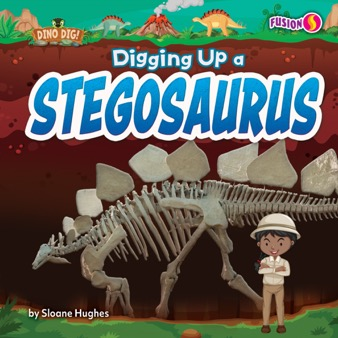 DINO DIG!
FUSION
Digging Up a
STEGOSAURUS
by Sloane Hughes